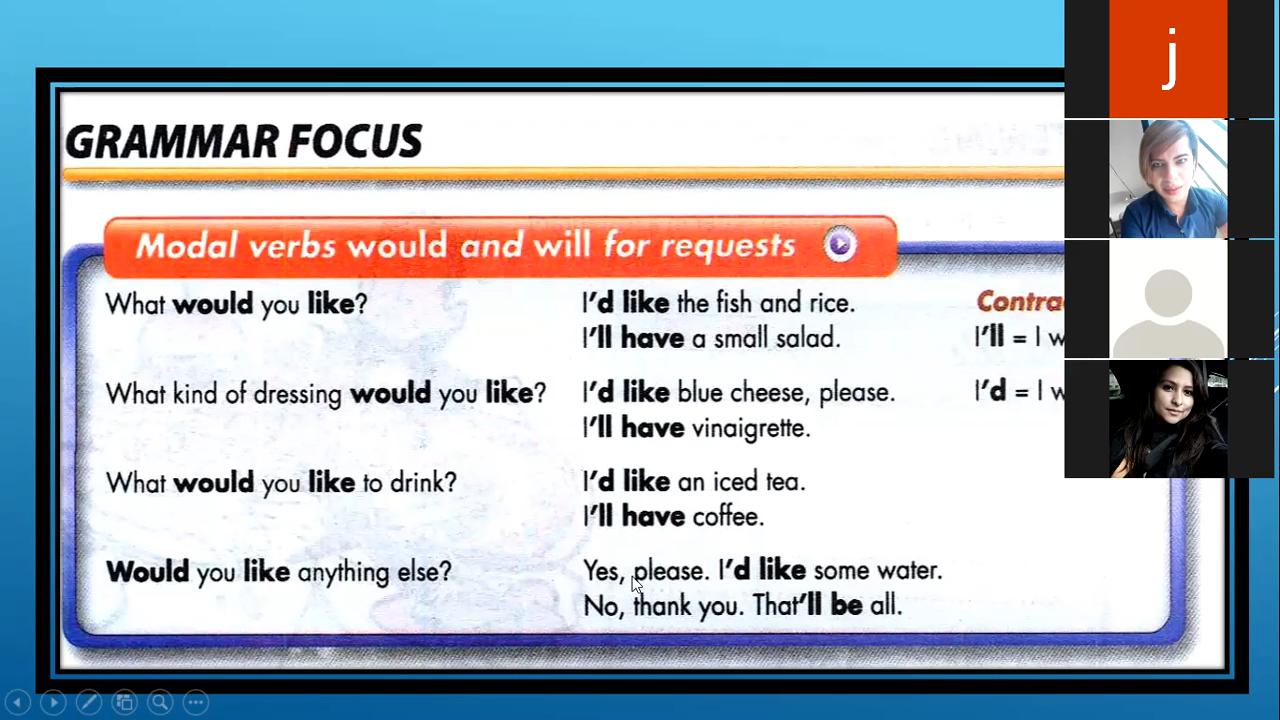 j
GRAMMAR FOCUS
Modal verbs would and will for requests
What would you like?
I'd like the fish and rice.
I'll have a small salad.
What kind of dressing would you like?
I'd like blue cheese, please.
I'll have vinaigrette.
What would you like to drink?
I'd like an iced tea.
I'll have coffee.
Would you like anything else?
Yes, please. I'd like some water.
No, thank you. That'll be all.
I'll = I
I'd = I